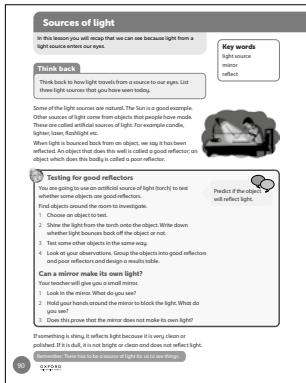 Sources of light
In this lesson you will recap that we can see because light from a
light source enters our eyes.
Key words
light source
mirror
reflect
Think back
Think back to how light travels from a source to our eyes. List
three light sources that you have seen today.
Some of the light sources are natural. The Sun is a good example.
Other sources of light come from objects that people have made.
These are called artificial sources of light. For example candle,
lighter, laser, flashlight etc.
When light is bounced back from an object, we say it has been
reflected. An object that does this well is called a good reflector; an
object which does this badly is called a poor reflector.
Testing for good reflectors
You are going to use an artificial source of light (torch) to test
whether some objects are good reflectors.
Find objects around the room to investigate.
1 Choose an object to test.
2 Shine the light from the torch onto the object. Write down
whether light bounces back off the object or not.
3 Test some other objects in the same way.
4 Look at your observations. Group the objects into good reflectors
and poor reflectors and design a results table.
Predict if the object
will reflect light.
Can a mirror make its own light?
Your teacher will give you a small mirror.
1 Look in the mirror. What do you see?
2 Hold your hands around the mirror to block the light. What do
you see?
3 Does this prove that the mirror does not make its own light?
If something is shiny, it reflects light because it is very clean or
polished. If it is dull, it is not bright or clean and does not reflect light.
Remember: There has to be a source of light for us to see things.
90
OXFORD